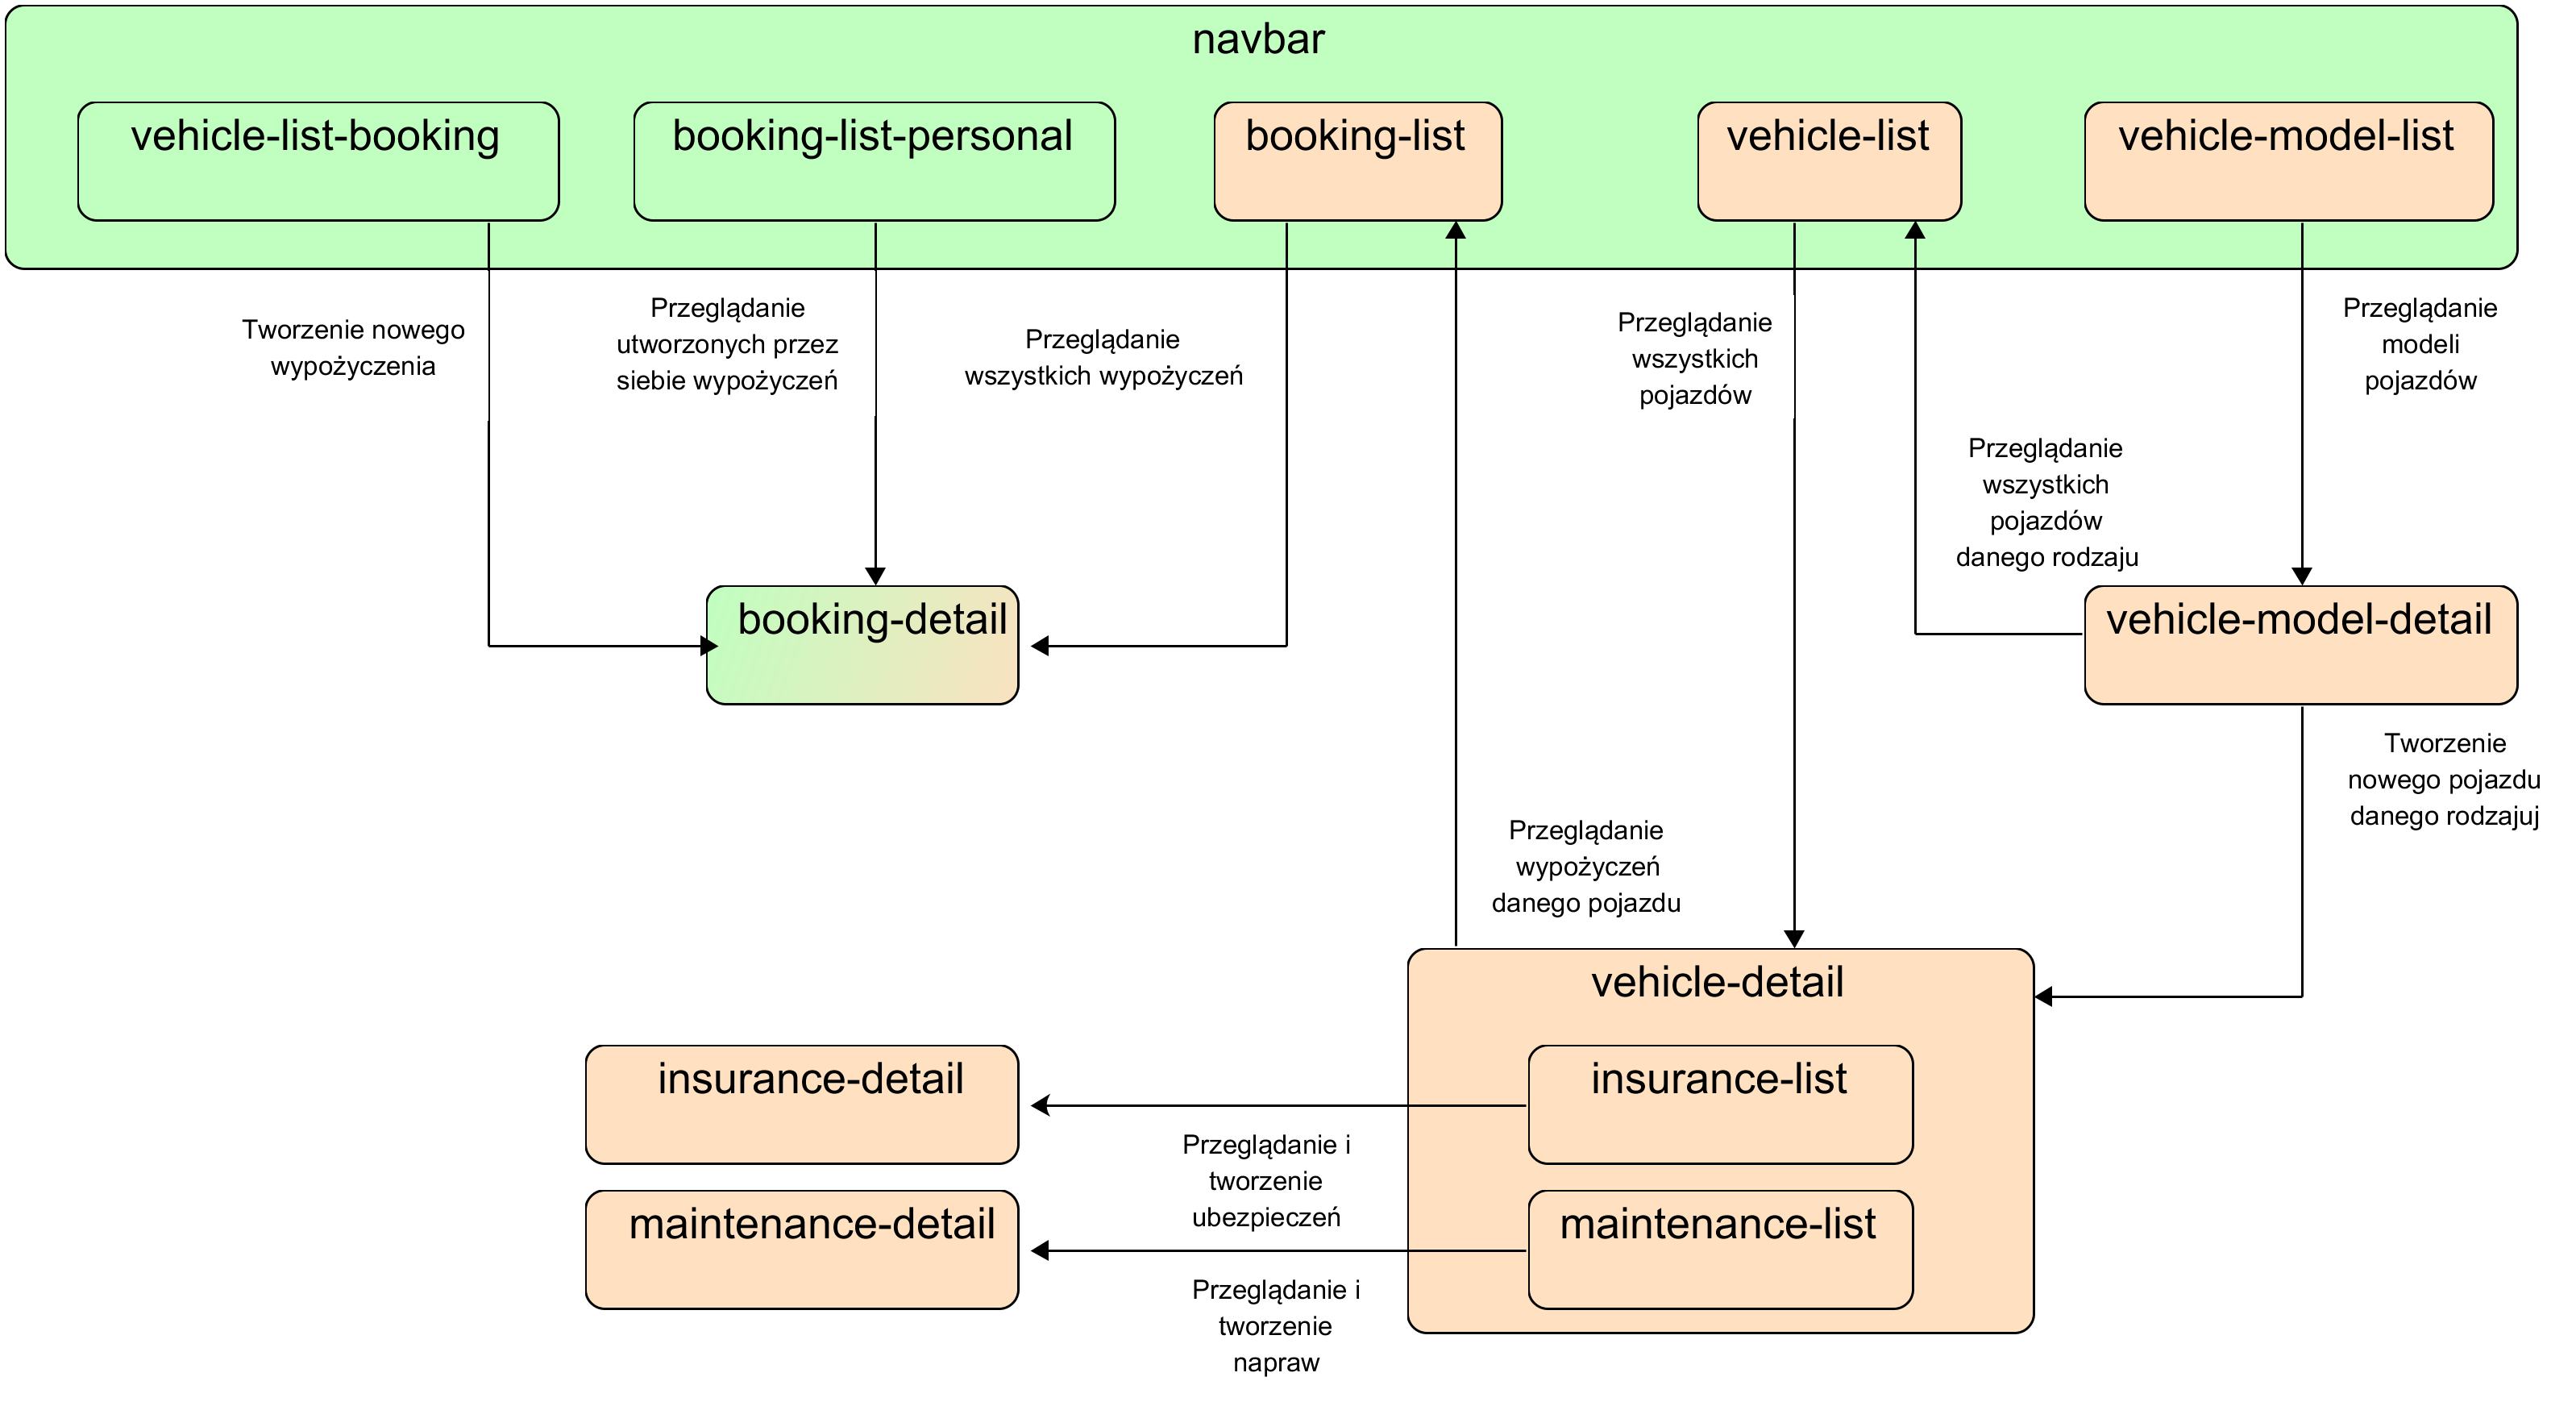 navbar
vehicle-list-booking
booking-list-personal
booking-list
vehicle-list
vehicle-model-list
Tworzenie nowego
wypożyczenia
Przeglądanie
utworzonych przez
siebie wypożyczeń
Przeglądanie
wszystkich wypożyczeń
Przeglądanie
wszystkich
pojazdów
Przeglądanie
modeli
pojazdów
Przeglądanie
wszystkich
pojazdów
danego rodzaju
booking-detail
vehicle-model-detail
Tworzenie
nowego pojazdu
danego rodzajuj
Przeglądanie
wypożyczeń
danego pojazdu
vehicle-detail
insurance-detail
insurance-list
Przeglądanie i
tworzenie
ubezpieczeń
maintenance-detail
maintenance-list
Przeglądanie i
tworzenie
napraw